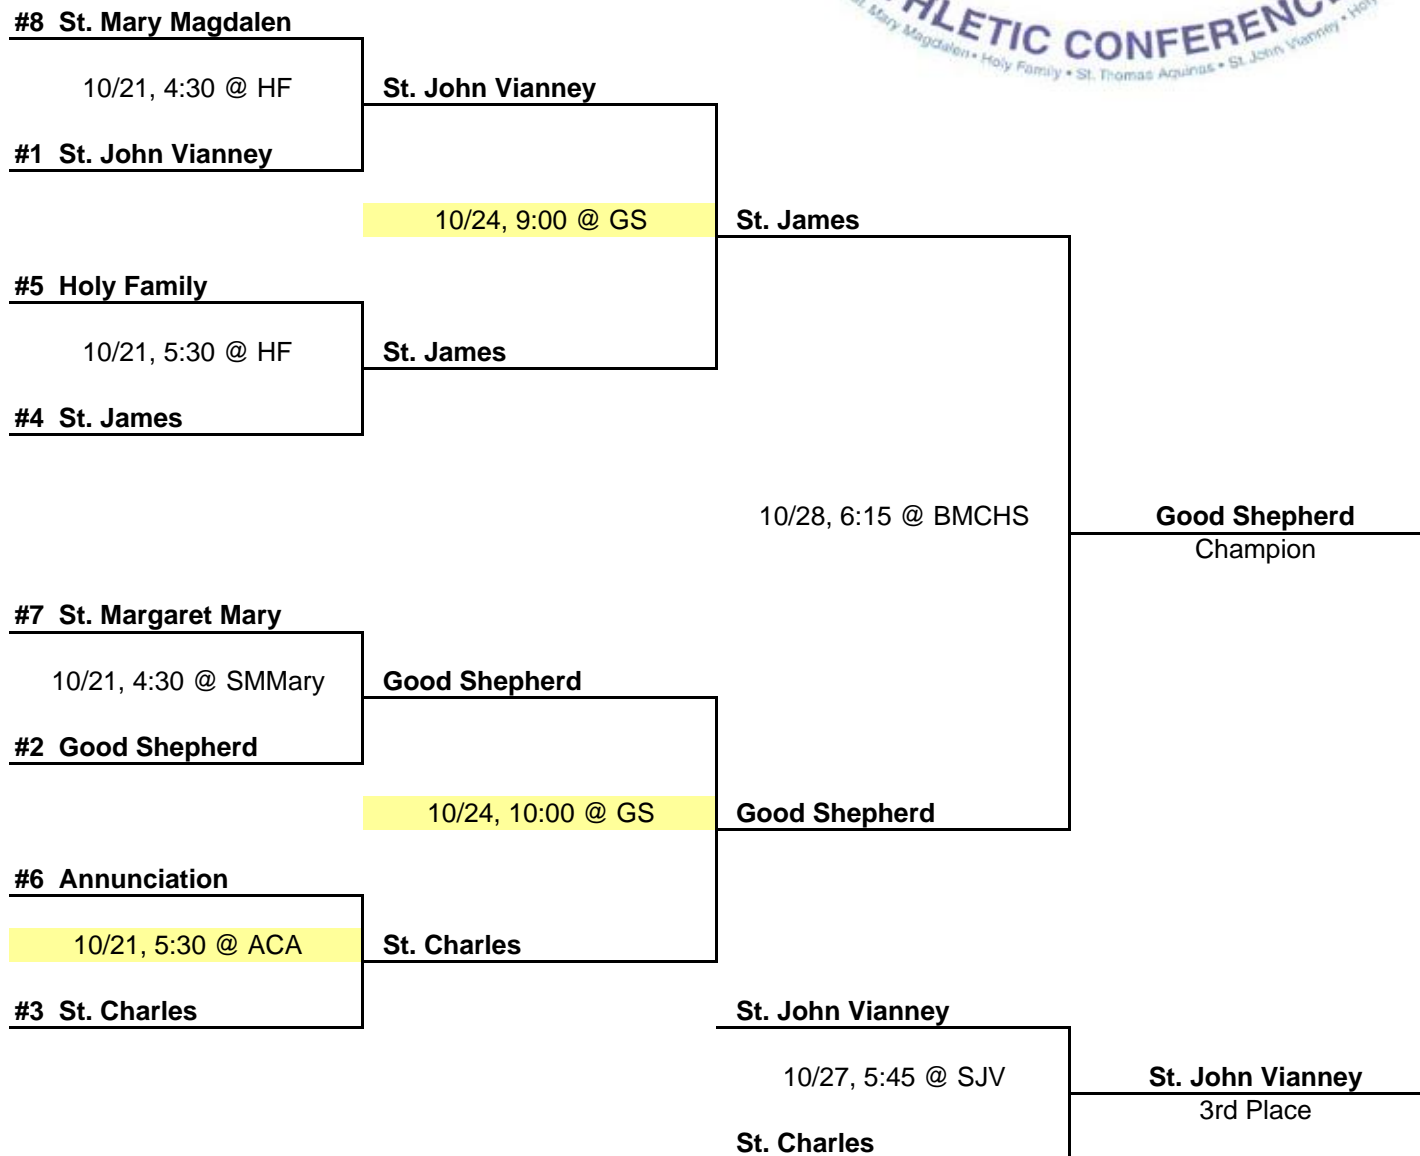 THLETIC CONFERENC
St. Mary Magdalen • Holy Family • St. Thomas Aquinas • St. John Vianney • Holy
#8 St. Mary Magdalen
10/21, 4:30 @ HF
St. John Vianney
#1 St. John Vianney
10/24, 9:00 @ GS
St. James
#5 Holy Family
10/21, 5:30 @ HF
St. James
#4 St. James
10/28, 6:15 @ BMCHS
Good Shepherd
Champion
#7 St. Margaret Mary
10/21, 4:30 @ SMMary
Good Shepherd
#2 Good Shepherd
10/24, 10:00 @ GS
Good Shepherd
#6 Annunciation
10/21, 5:30 @ ACA
St. Charles
#3 St. Charles
St. John Vianney
10/27, 5:45 @ SJV
St. John Vianney
3rd Place
St. Charles